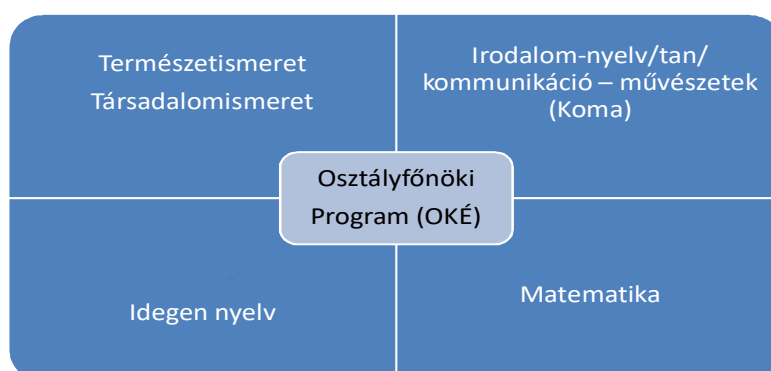 Természetismeret
Társadalomismeret
Irodalom-nyelv/tan/
kommunikáció – művészetek
(Koma)
Osztályfőnöki
Program (OKÉ)
Idegen nyelv
Matematika